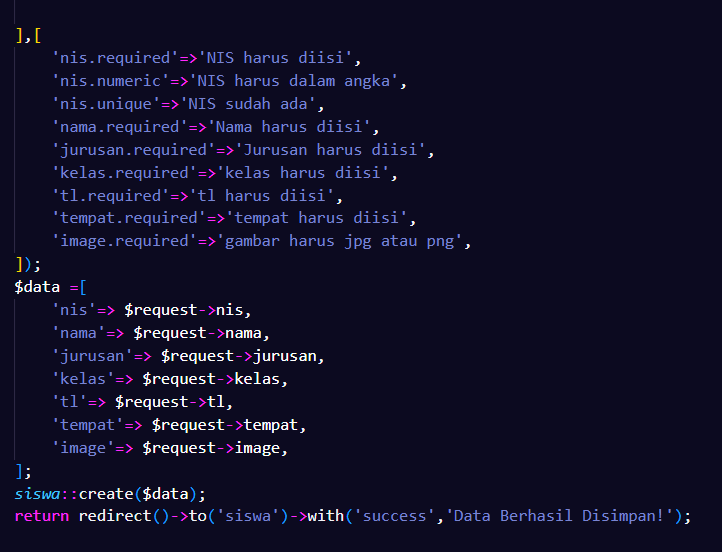 ],[
'nis.required'=>'NIS harus diisi',
'nis.numeric'=>'NIS harus dalam angka',
'nis.unique'=>'NIS sudah ada',
'nama.required'=>'Nama harus diisi',
'jurusan.required'=>'Jurusan harus diisi',
'kelas.required'=>'kelas harus diisi',
'tl.required'=>'tl harus diisi',
'tempat.required'=>'tempat harus diisi',
'image.required'=>'gambar harus jpg atau png',
]);
$data =[
'nis'=> $request->nis,
'nama'=> $request->nama,
'jurusan'=> $request->jurusan,
'kelas'=> $request->kelas,
'tl'=> $request->tl,
'tempat'=> $request->tempat,
'image'=> $request->image,
];
siswa::create($data);
return redirect()->to('siswa')->with('success','Data Berhasil Disimpan!');